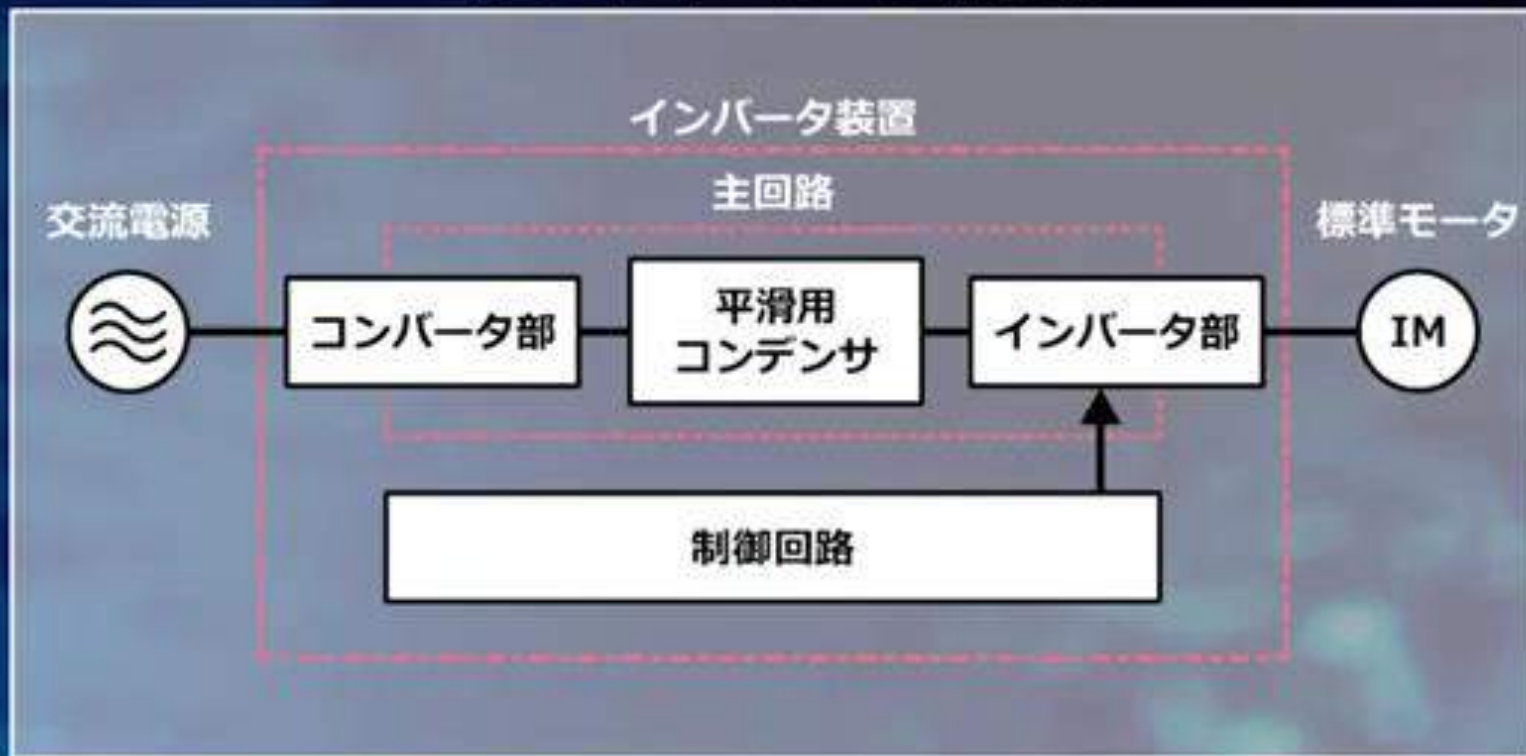 インバータ装置
主回路
交流電源
標準モータ
コンバータ部
平滑用
コンデンサ
インバータ部
IM
制御回路